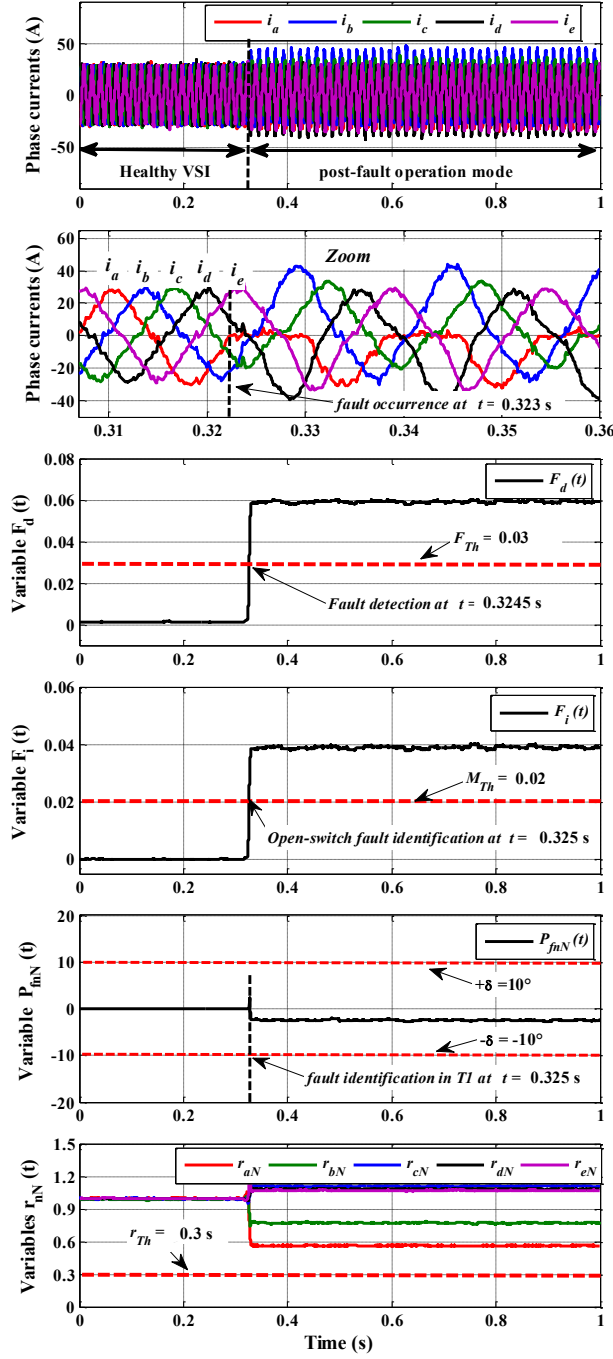 i_a i_b i_c i_d i_e
Phase currents (A)
50
0
-50
Healthy VSI
post-fault operation mode
0 0.2 0.4 0.6 0.8 1
Phase currents (A)
60
40
20
0
-20
-40
i_a i_b i_c i_d i_e
Zoom
fault occurrence at t = 0.323 s
0.31 0.32 0.33 0.34 0.35 0.36
Variable F_d (t)
0.08
0.06
0.04
0.02
0
F_d (t)
F_Th = 0.03
Fault detection at t = 0.3245 s
0 0.2 0.4 0.6 0.8 1
Variable F_i (t)
0.06
0.04
0.02
0
F_i (t)
M_Th = 0.02
Open-switch fault identification at t = 0.325 s
0 0.2 0.4 0.6 0.8 1
Variable P_fnN (t)
20
10
0
-10
-20
P_fnN (t)
+δ =10°
-δ = -10°
fault identification in T1 at t = 0.325 s
0 0.2 0.4 0.6 0.8 1
Variables r_nN (t)
1.5
1.2
0.9
0.6
0.3
0
r_aN r_bN r_cN r_dN r_eN
r_Th = 0.3 s
0 0.2 0.4 0.6 0.8 1
Time (s)